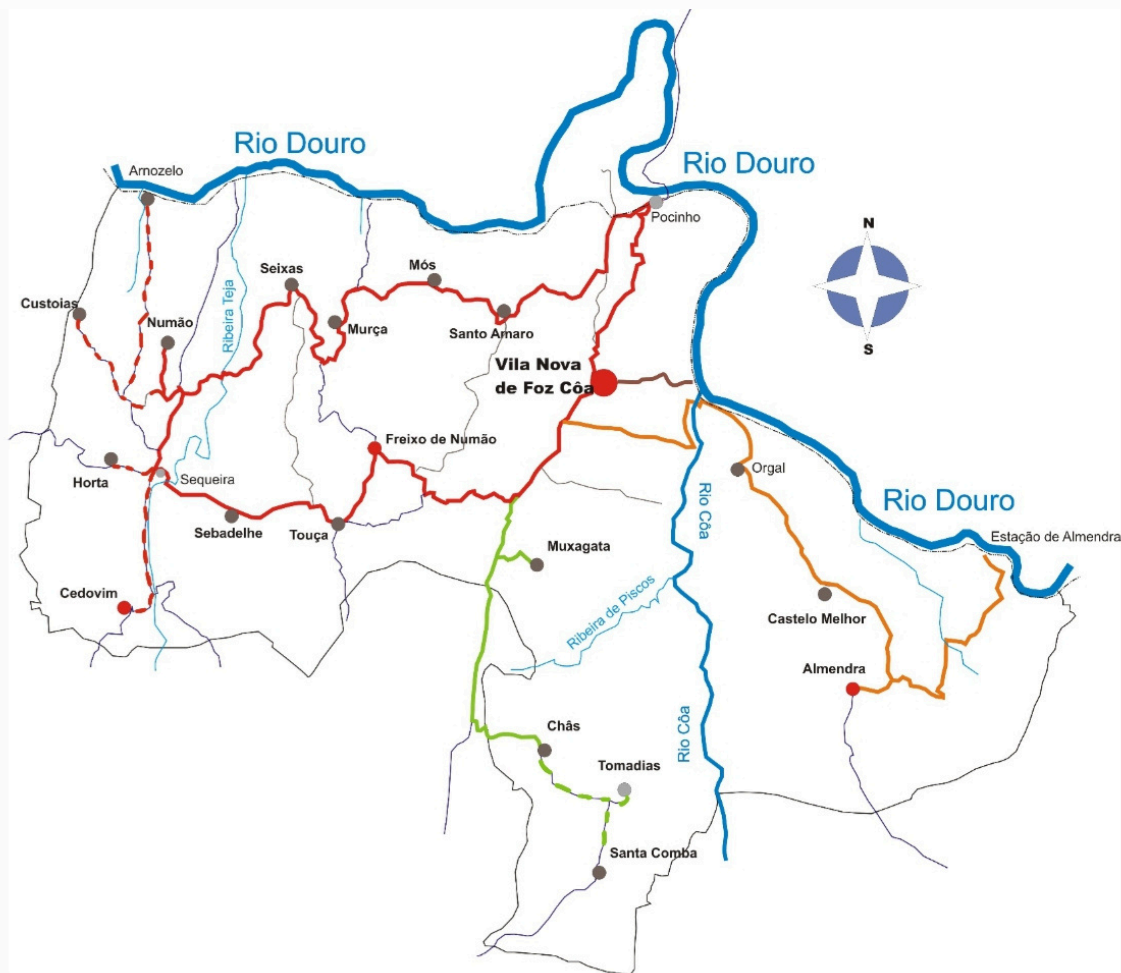 Rio Douro
Arnozelo
Rio Douro
Pocinho
N
S
Seixas
Mós
Custoias
Numão
Ribeira Teja
Murça
Santo Amaro
Vila Nova
de Foz Côa
Freixo de Numão
Horta
Sequeira
Orgal
Rio Côa
Rio Douro
Sebadelhe
Touça
Estação de Almendra
Muxagata
Cedovim
Ribeira de Piscos
Castelo Melhor
Almendra
Rio Côa
Chãs
Tomadias
Santa Comba